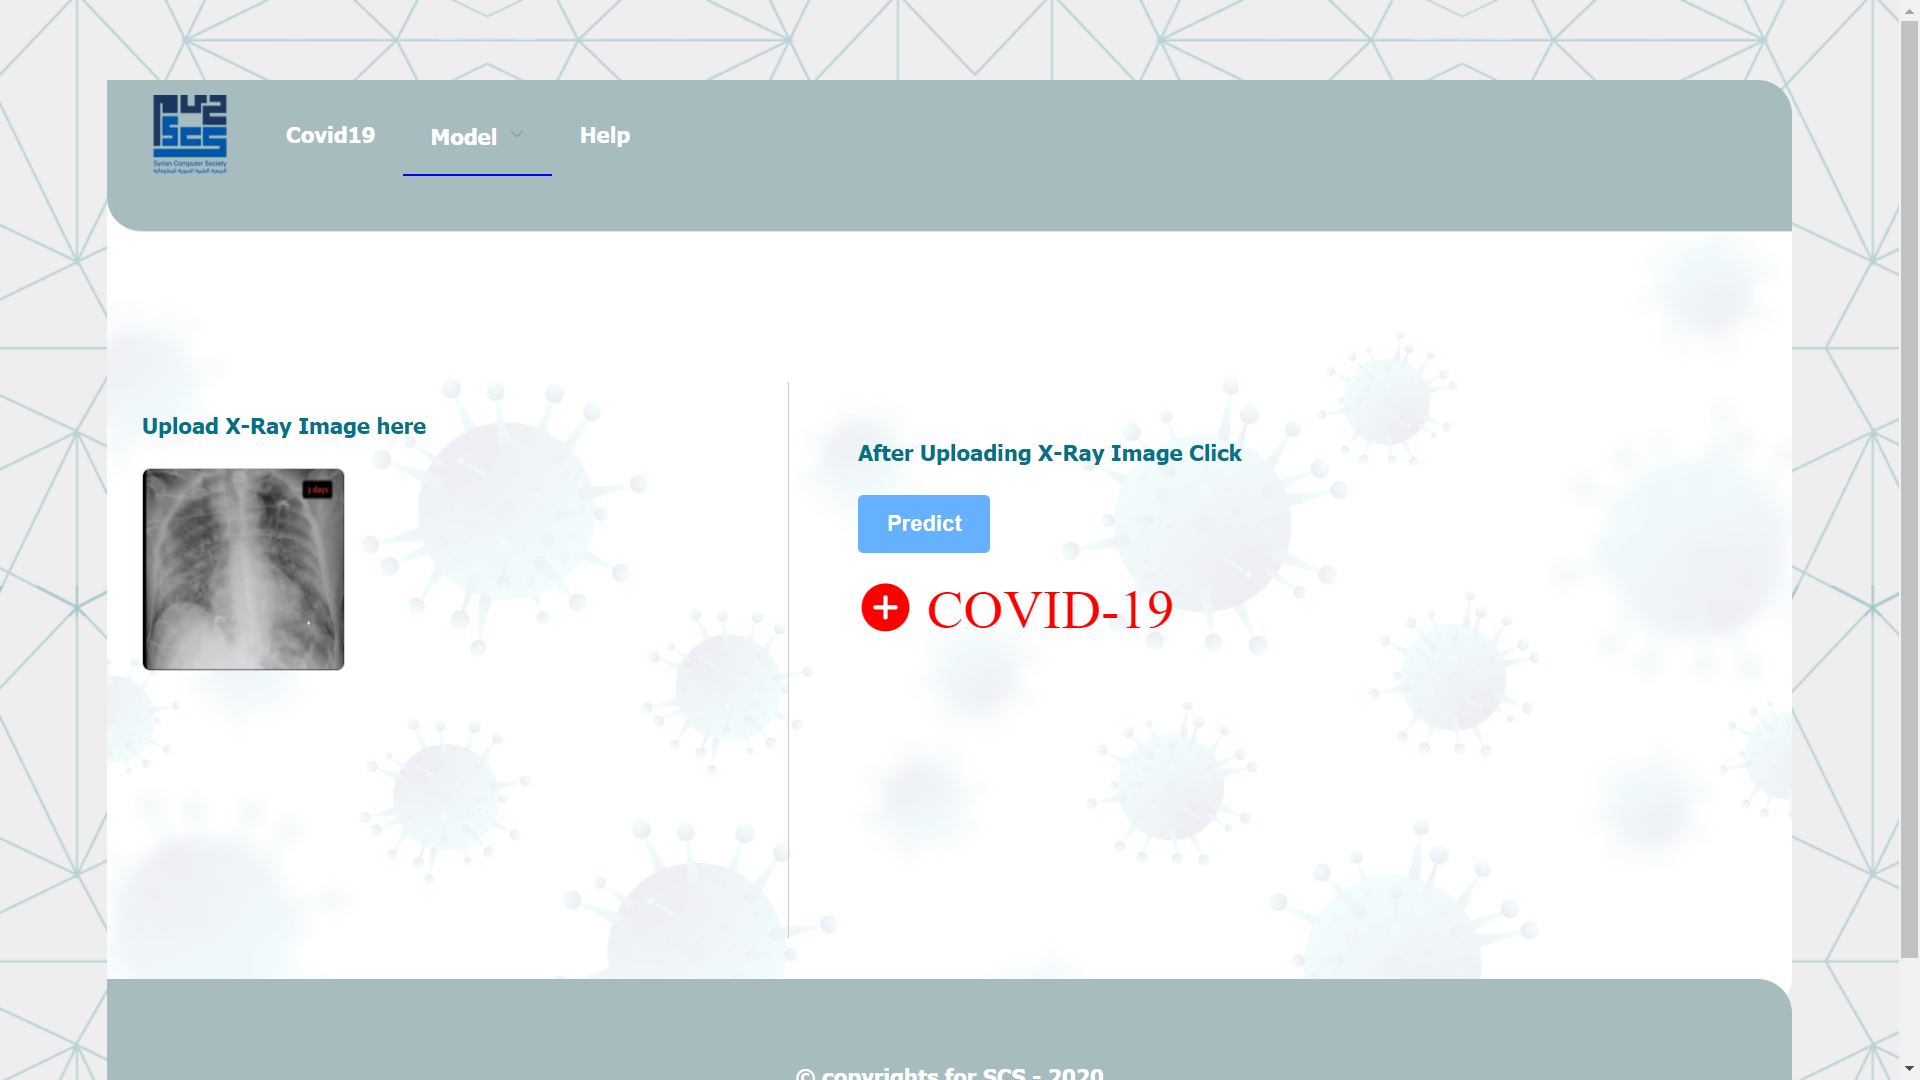 Syrian Computer Society
Covid19
Model
Help
Upload X-Ray Image here
3 days
After Uploading X-Ray Image Click
Predict
COVID-19
© copyrights for SCS - 2020